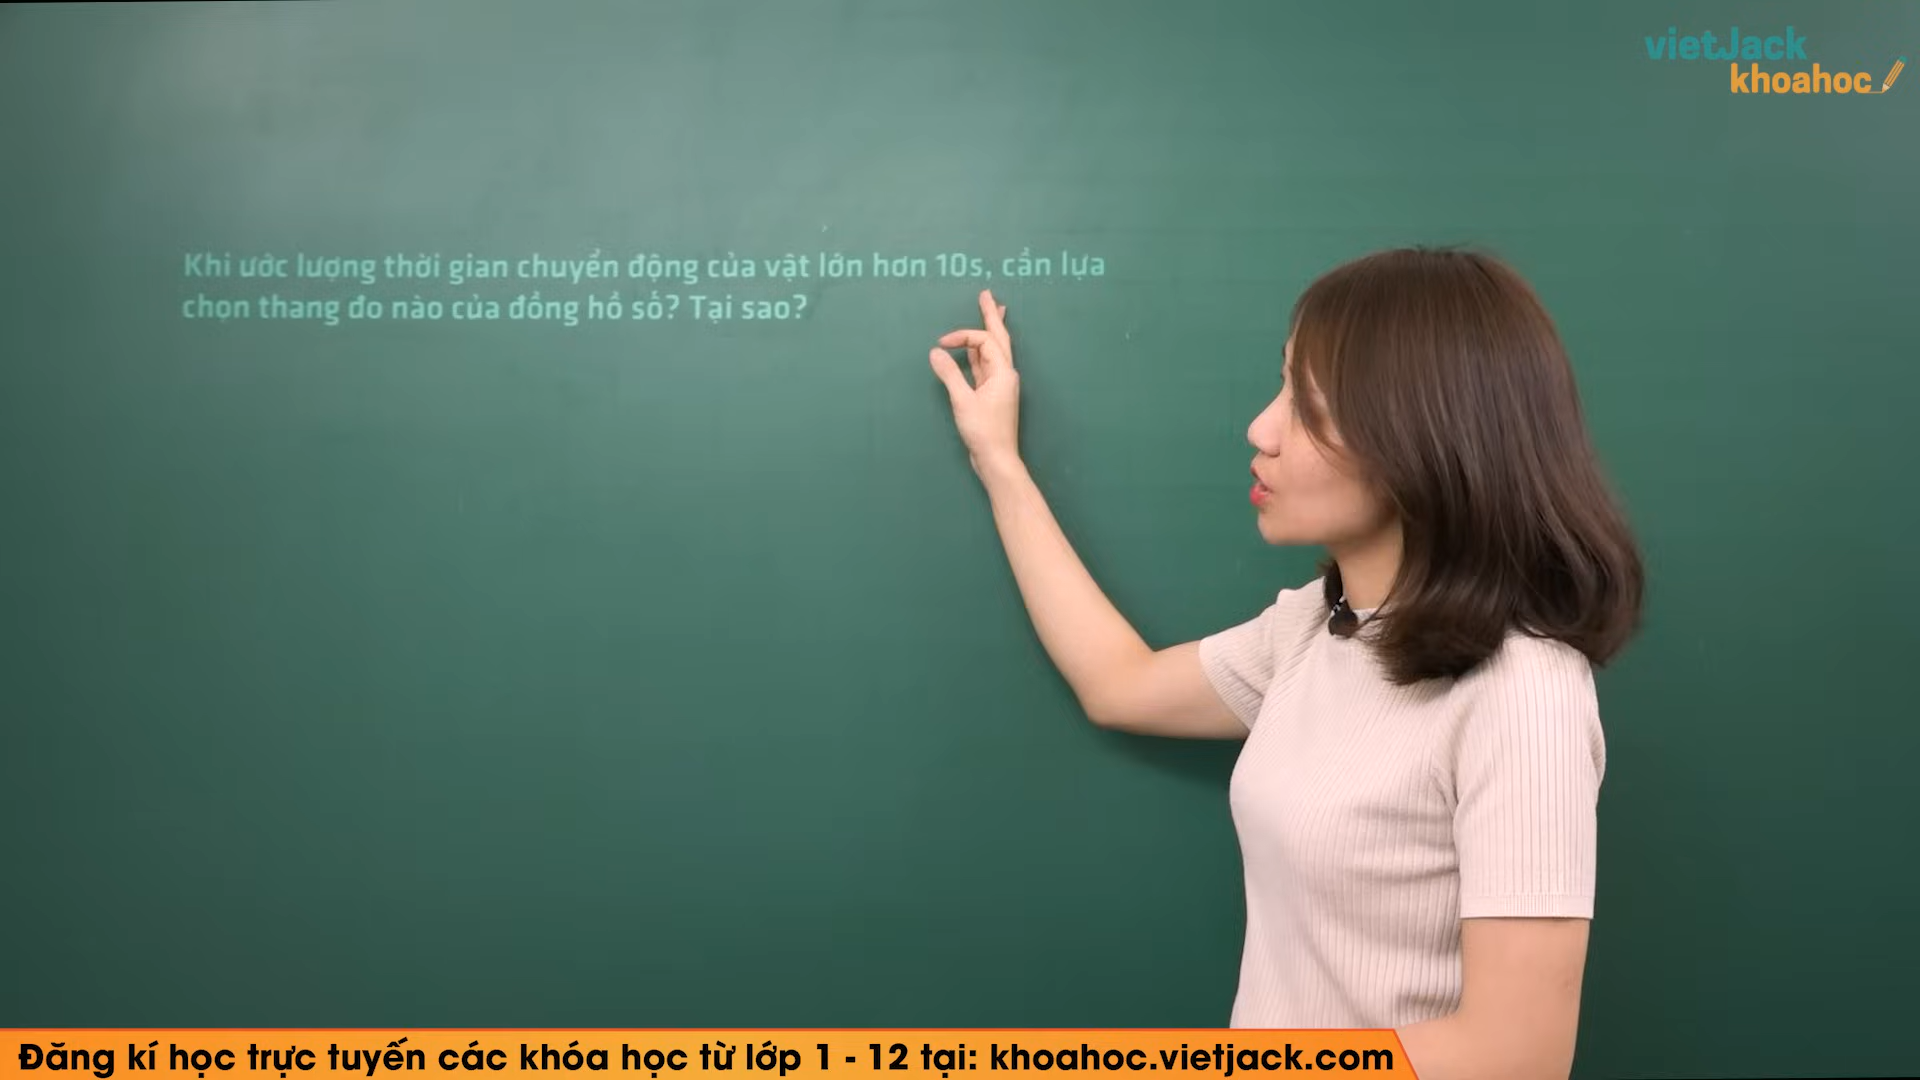 vietJack
khoahoc
Khi ước lượng thời gian chuyển động của vật lớn hơn 10s, cần lựa
chọn thang đo nào của đồng hồ số? Tại sao?
Đăng kí học trực tuyến các khóa học từ lớp 1 - 12 tại: khoahoc.vietjack.com